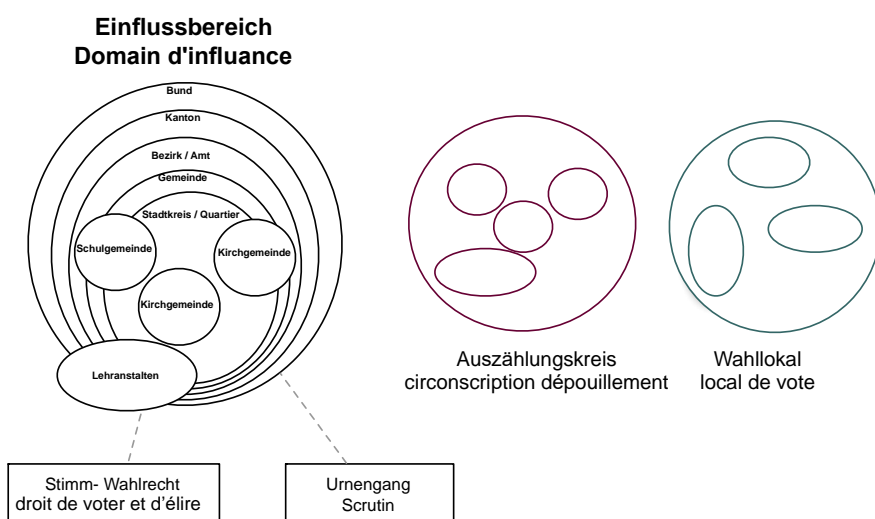 Einflussbereich
Domain d'influance
Bund
Kanton
Bezirk / Amt
Gemeinde
Stadtkreis / Quartier
Schulgemeinde
Kirchgemeinde
Kirchgemeinde
Lehranstalten
Auszählungskreis
circonscription dépouillement
Wahllokal
local de vote
Stimm- Wahlrecht
droit de voter et d’élire
Urnengang
Scrutin